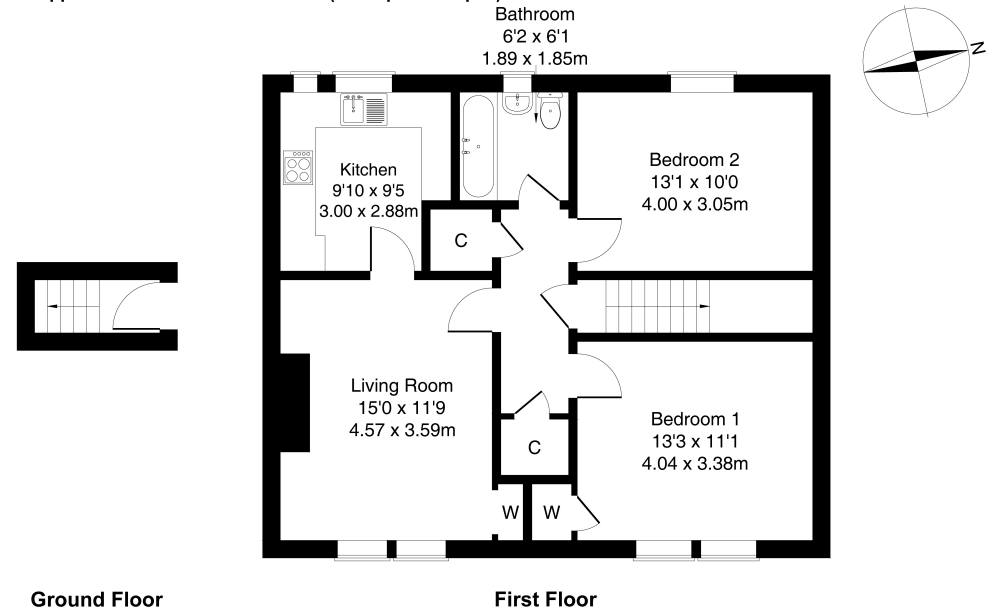 Bathroom
6'2 x 6'1
1.89 x 1.85m
N
Kitchen
9'10 x 9'5
3.00 x 2.88m
Bedroom 2
13'1 x 10'0
4.00 x 3.05m
C
Living Room
15'0 x 11'9
4.57 x 3.59m
Bedroom 1
13'3 x 11'1
4.04 x 3.38m
C
W
W
Ground Floor
First Floor